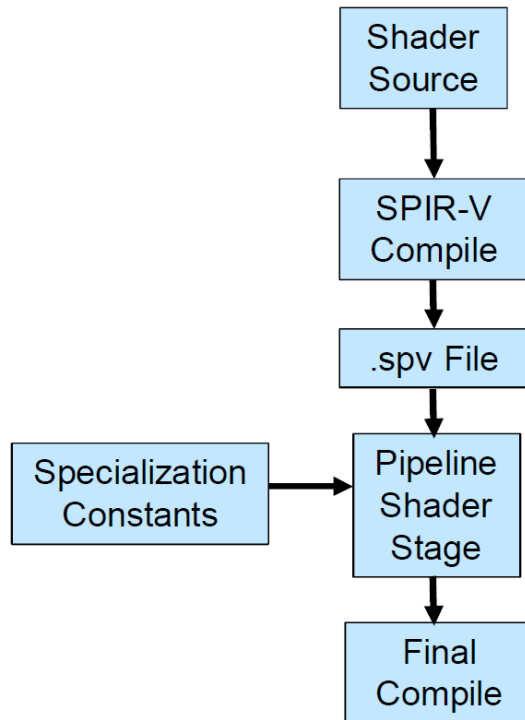 Shader
Source
SPIR-V
Compile
.spv File
Specialization
Constants
Pipeline
Shader
Stage
Final
Compile